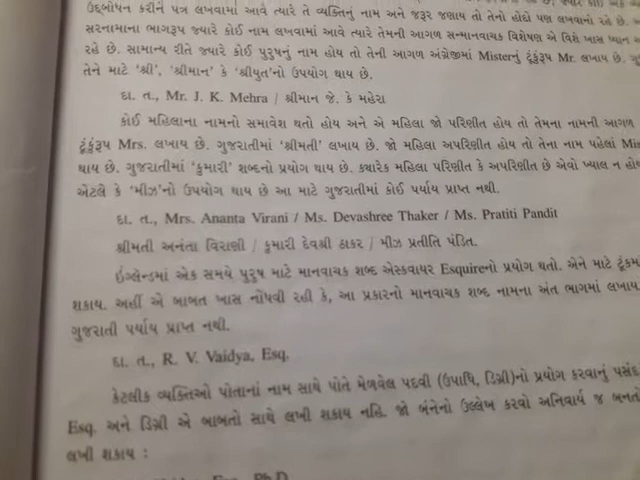 ઉદ્બોધન કરીને પત્ર લખવામાં આવે ત્યારે તે વ્યક્તિનું નામ અને જરૂર જણાય તો તેનો હોદ્દો પણ લખવાનો રહે છે.
સરનામાના ભાગરૂપ જ્યારે કોઈ નામ લખવામાં આવે ત્યારે તેમની આગળ સન્માનવાચક વિશેષણ એ વિશે ખાસ ધ્યાન
રહે છે. સામાન્ય રીતે જ્યારે કોઈ પુરુષનું નામ હોય તો તેની આગળ અંગ્રેજીમાં Misterનું ટૂંકુંરૂપ Mr. લખાય છે.
તેને માટે ‘શ્રી’, ‘શ્રીમાન’ કે ‘શ્રીયુત’નો ઉપયોગ થાય છે.
દા. ત., Mr. J. K. Mehra / શ્રીમાન જે. કે મહેરા
કોઈ મહિલાના નામનો સમાવેશ થતો હોય અને એ મહિલા જો પરિણીત હોય તો તેમના નામની આગળ
ટૂંકુંરૂપ Mrs. લખાય છે. ગુજરાતીમાં ‘શ્રીમતી’ લખાય છે. જો મહિલા અપરિણીત હોય તો તેના નામ પહેલાં
થાય છે. ગુજરાતીમાં ‘કુમારી’ શબ્દનો પ્રયોગ થાય છે. ક્યારેક મહિલા પરિણીત કે અપરિણીત છે એવો ખ્યાલ ન
એટલે કે ‘મીઝ’નો ઉપયોગ થાય છે આ માટે ગુજરાતીમાં કોઈ પર્યાય પ્રાપ્ત નથી.
દા. ત., Mrs. Ananta Virani / Ms. Devashree Thaker / Ms. Pratiti Pandit
શ્રીમતી અનંતા વિરાણી / કુમારી દેવશ્રી ઠાકર / મીઝ પ્રતીતિ પંડિત.
ઇંગ્લેન્ડમાં એક સમયે પુરુષ માટે માનવાચક શબ્દ એસ્કવાયર Esquireનો પ્રયોગ થતો. એને માટે
શકાય. અહીં એ બાબત ખાસ નોંધવી રહી કે, આ પ્રકારનો માનવાચક શબ્દ નામના અંત ભાગમાં લખાય
ગુજરાતી પર્યાય પ્રાપ્ત નથી.
દા. ત., R. V. Vaidya, Esq.
કેટલીક વ્યક્તિઓ પોતાનાં નામ સાથે પોતે મેળવેલ પદવી (ઉપાધિ, ડિગ્રી)નો પ્રયોગ કરવાનું પસંદ
Esq. અને ડિગ્રી એ બાબતો સાથે લખી શકાય નહિ. જો બંનેનો ઉલ્લેખ કરવો અનિવાર્ય જ બનતો
લખી શકાય :